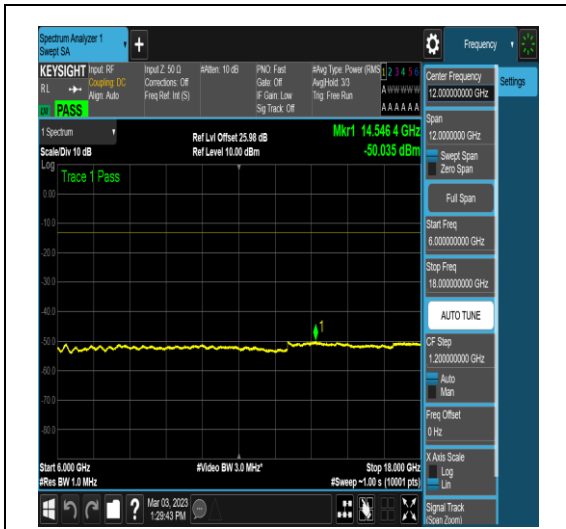 Spectrum Analyzer 1
Swept SA
Frequency
KEYSIGHT
RL
Input: RF
Coupling: DC
Align: Auto
Input Z: 50 Ω
Corrections: Off
Freq Ref: Int (S)
#Atten: 10 dB
PNO: Fast
Gate: Off
IF Gain: Low
Sig Track: Off
#Avg Type: Power (RMS
Avg|Hold: 3/3
Trig: Free Run
1 2 3 4 5 6
A W W W W W
A A A A A A
PASS
1 Spectrum
Scale/Div 10 dB
Ref Lvl Offset 25.98 dB
Ref Level 10.00 dBm
Mkr1 14.546 4 GHz
-50.035 dBm
Log
Trace 1 Pass
0.00
-10.0
-20.0
-30.0
-40.0
-50.0
-60.0
-70.0
-80.0
1
Start 6.000 GHz
#Res BW 1.0 MHz
#Video BW 3.0 MHz*
Stop 18.000 GHz
#Sweep ~1.00 s (10001 pts)
Mar 03, 2023
1:29:43 PM
Settings
Center Frequency
12.000000000 GHz
Span
12.0000000 GHz
Swept Span
Zero Span
Full Span
Start Freq
6.000000000 GHz
Stop Freq
18.000000000 GHz
AUTO TUNE
CF Step
1.200000000 GHz
Auto
Man
Freq Offset
0 Hz
X Axis Scale
Log
Lin
Signal Track
(Span Zoom)